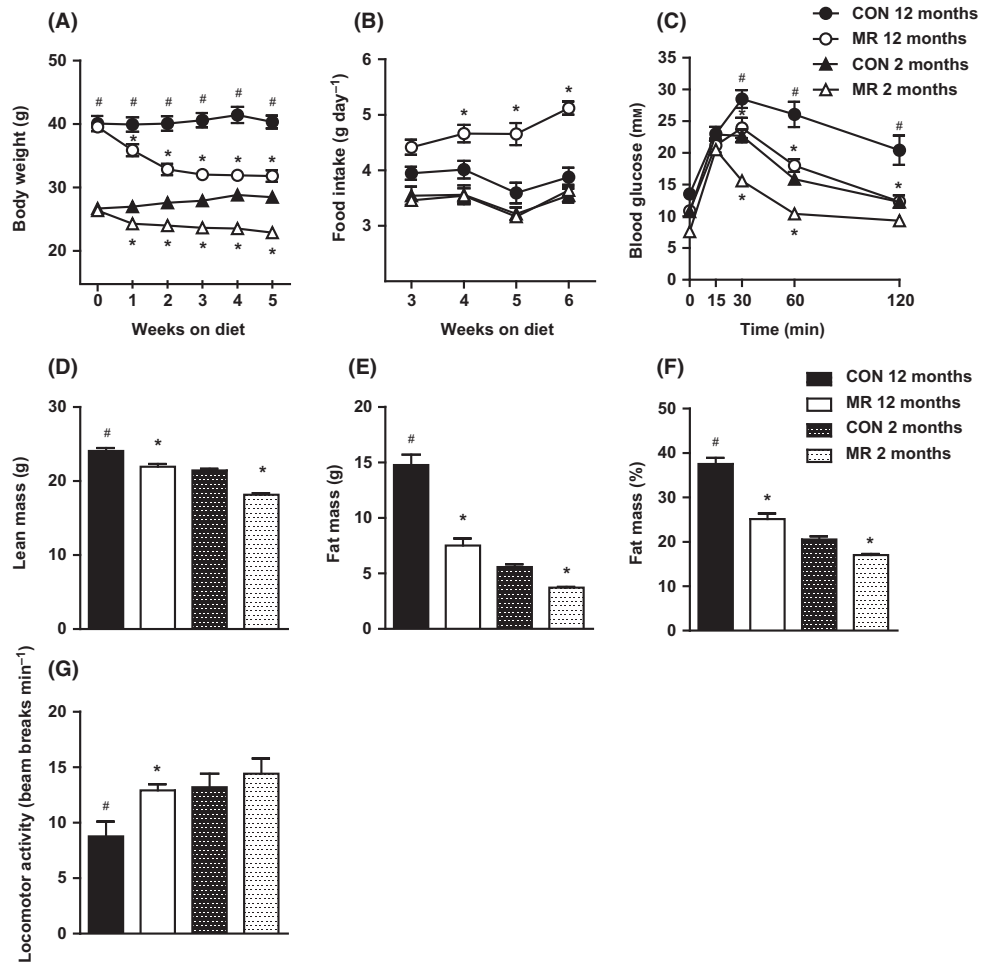 CON 12 months
MR 12 months
CON 2 months
MR 2 months
(A)
Body weight (g)
50
40
30
20
# # # # # #
* * * * *
* * * * *
0 1 2 3 4 5
Weeks on diet
(B)
Food intake (g day⁻¹)
6
5
4
3
* * *
3 4 5 6
Weeks on diet
(C)
Blood glucose (mM)
35
30
25
20
15
10
5
0
# # #
* * *
* *
0 15 30 60 120
Time (min)
(D)
Lean mass (g)
30
20
10
0
# * *
(E)
Fat mass (g)
20
15
10
5
0
# * *
(F)
CON 12 months
MR 12 months
CON 2 months
MR 2 months
Fat mass (%)
50
40
30
20
10
0
# * *
(G)
Locomotor activity (beam breaks min⁻¹)
20
15
10
5
0
# *